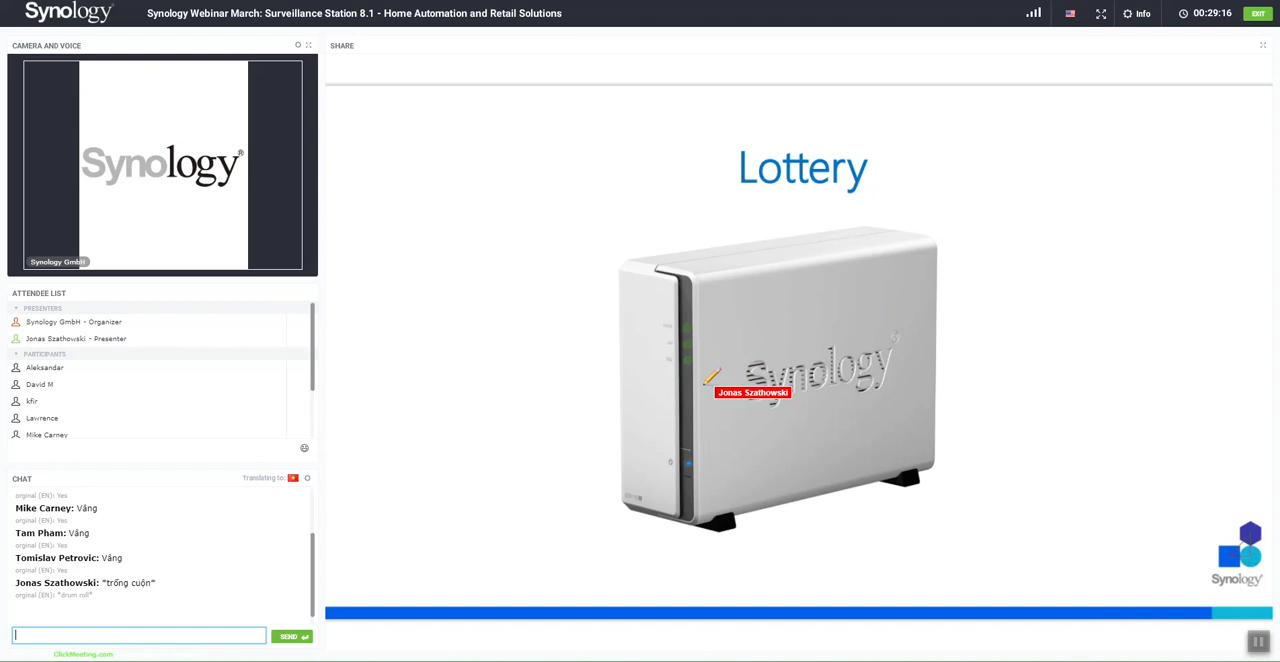 Synology
Synology Webinar March: Surveillance Station 8.1 - Home Automation and Retail Solutions
Info
00:29:16
EXIT
CAMERA AND VOICE
Synology®
Synology GmbH
ATTENDEE LIST
PRESENTERS
Synology GmbH - Organizer
Jonas Szathowski - Presenter
PARTICIPANTS
Aleksandar
David M
kfir
Lawrence
Mike Carney
CHAT
Translating to:
orginal (EN): Yes
Mike Carney: Vâng
orginal (EN): Yes
Tam Pham: Vâng
orginal (EN): Yes
Tomislav Petrovic: Vâng
orginal (EN): Yes
Jonas Szathowski: "trống cuộn"
orginal (EN): "drum roll"
SEND
ClickMeeting.com
SHARE
Lottery
Synology
Jonas Szathowski
Synology®